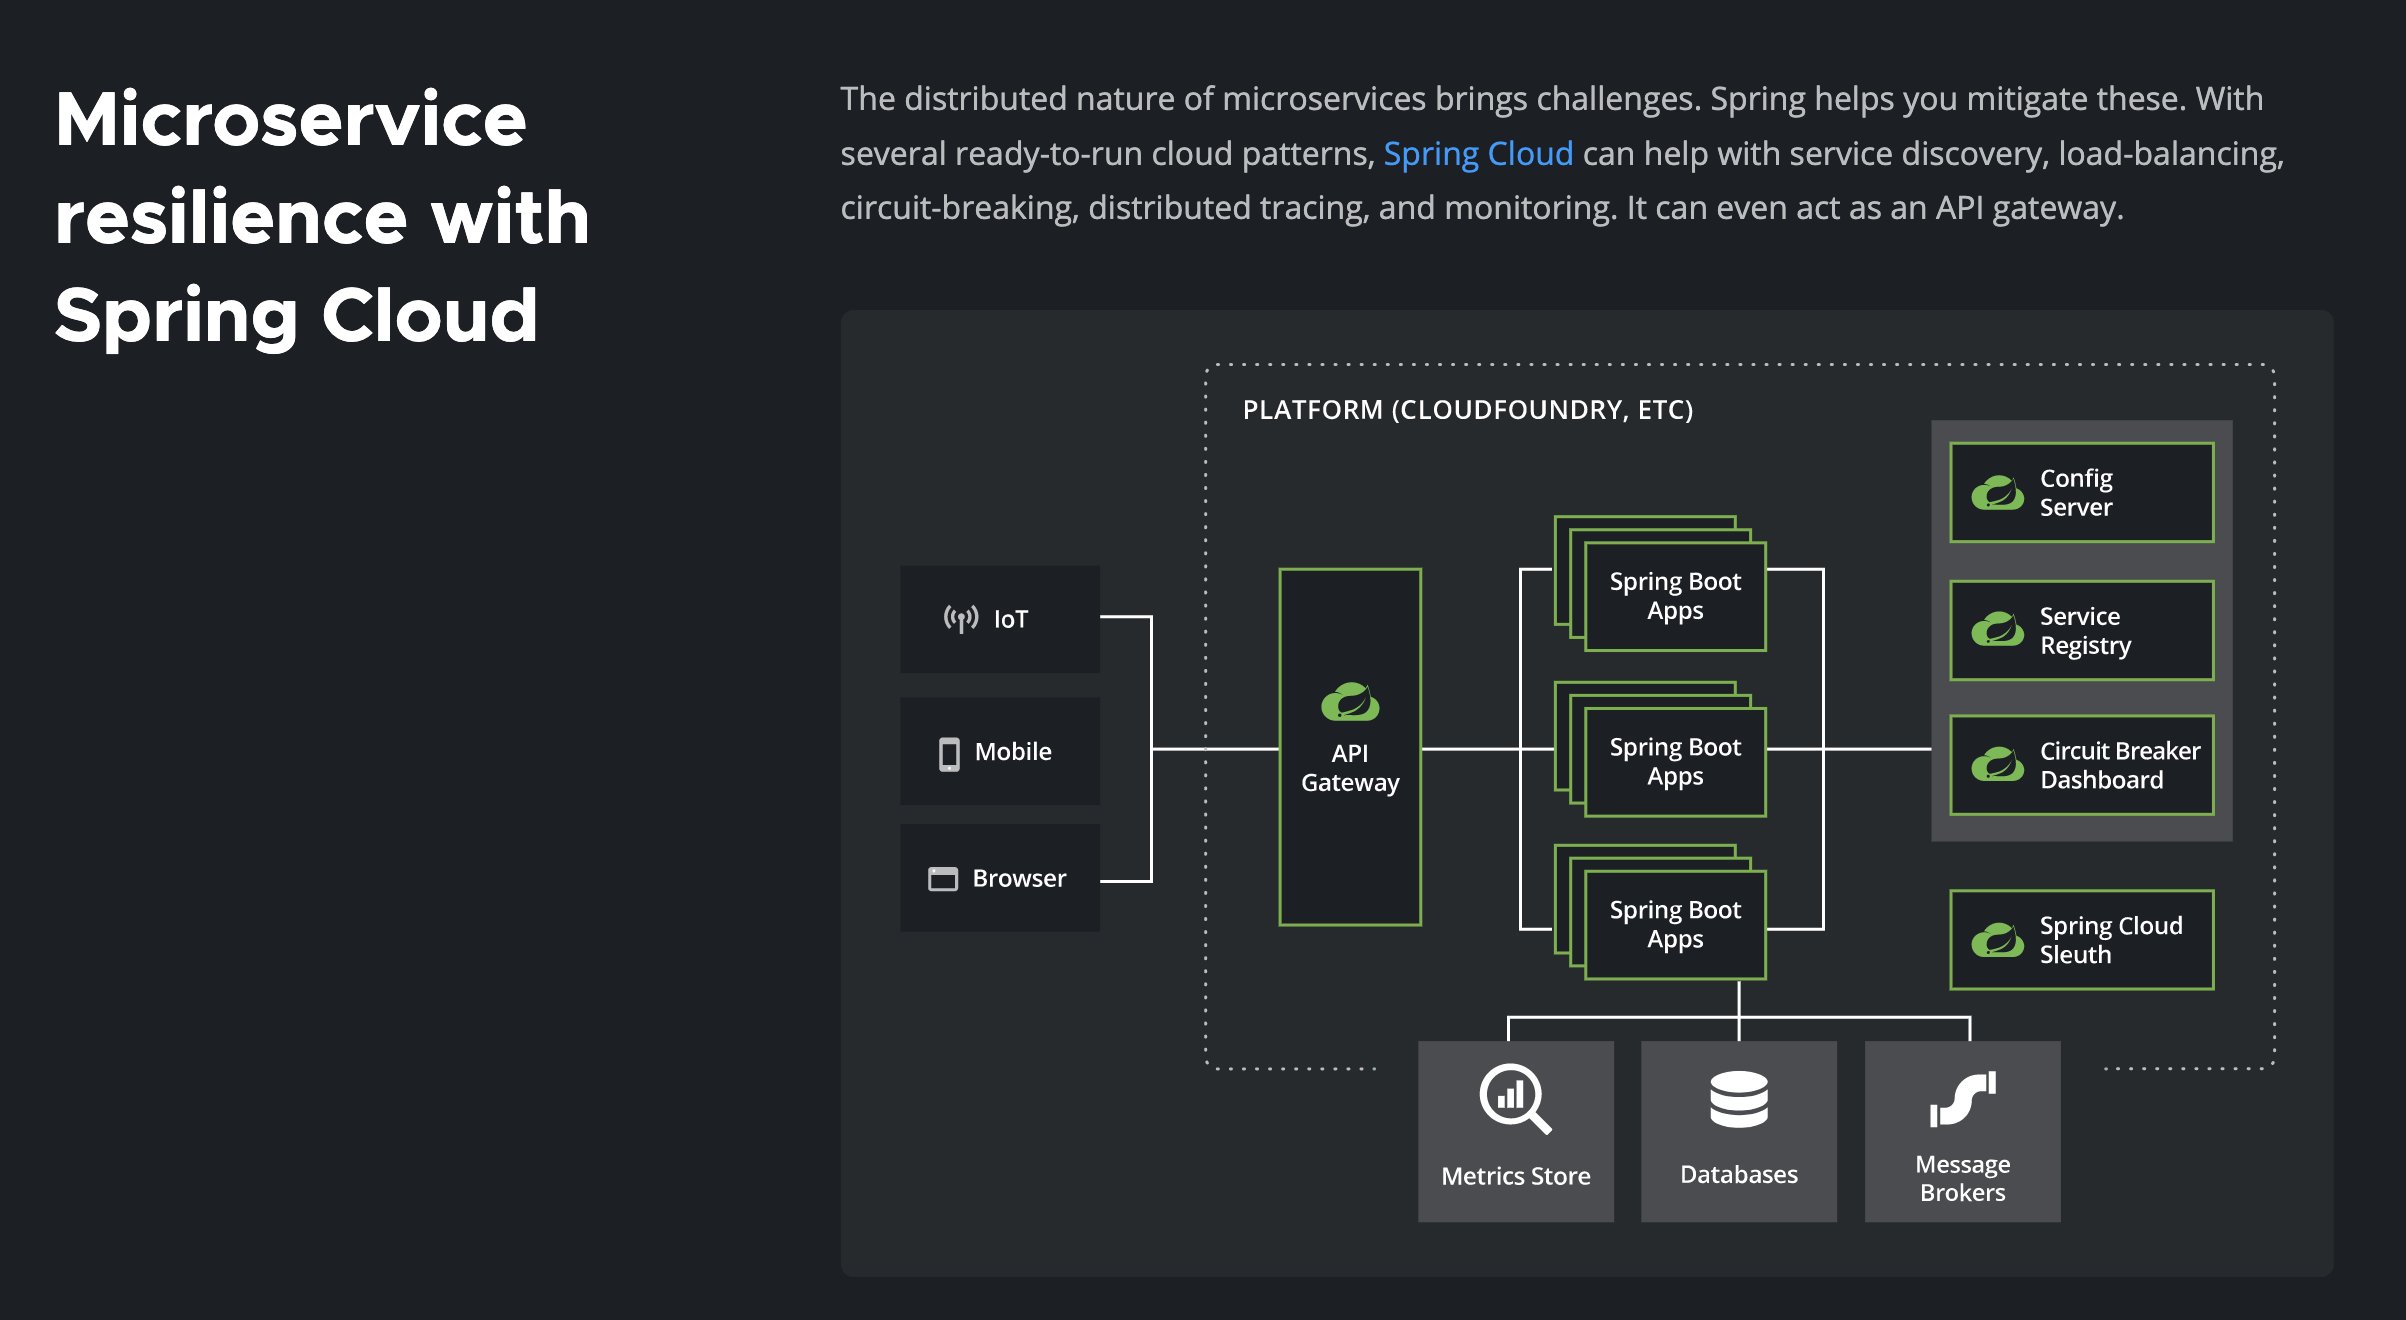 Microservice
resilience with
Spring Cloud
The distributed nature of microservices brings challenges. Spring helps you mitigate these. With
several ready-to-run cloud patterns, Spring Cloud can help with service discovery, load-balancing,
circuit-breaking, distributed tracing, and monitoring. It can even act as an API gateway.
PLATFORM (CLOUDFOUNDRY, ETC)
IoT
Mobile
Browser
API
Gateway
Spring Boot
Apps
Spring Boot
Apps
Spring Boot
Apps
Config
Server
Service
Registry
Circuit Breaker
Dashboard
Spring Cloud
Sleuth
Metrics Store
Databases
Message
Brokers